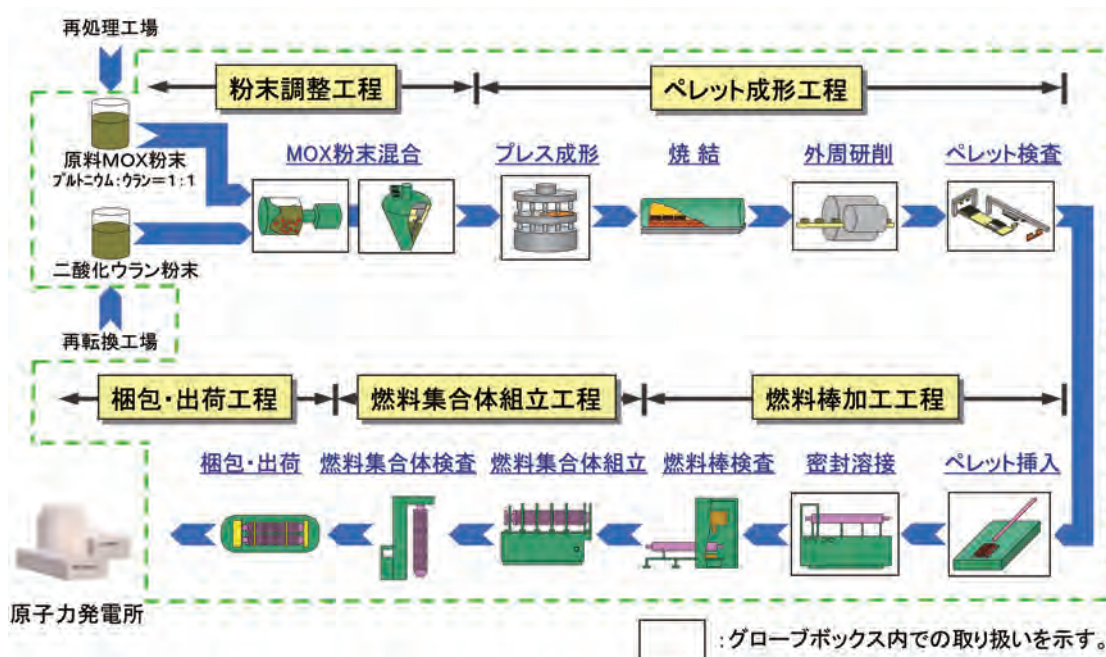 再処理工場
粉末調整工程
ペレット成形工程
原料MOX粉末
プルトニウム:ウラン=1:1
MOX粉末混合
プレス成形
焼 結
外周研削
ペレット検査
二酸化ウラン粉末
再転換工場
梱包・出荷工程
燃料集合体組立工程
燃料棒加工工程
梱包・出荷
燃料集合体検査
燃料集合体組立
燃料棒検査
密封溶接
ペレット挿入
原子力発電所
:グローブボックス内での取り扱いを示す。